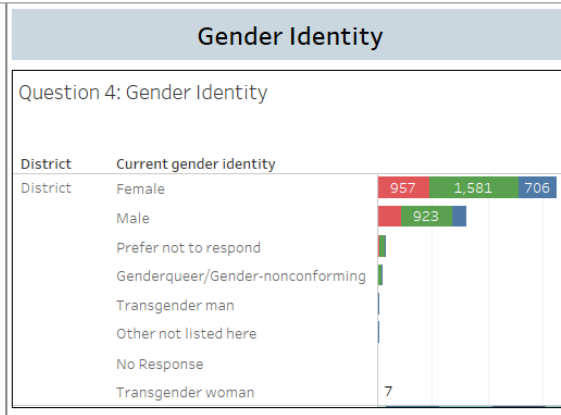 Gender Identity
Question 4: Gender Identity
District Current gender identity
District Female 957 1,581 706
Male 923
Prefer not to respond
Genderqueer/Gender-nonconforming
Transgender man
Other not listed here
No Response
Transgender woman 7